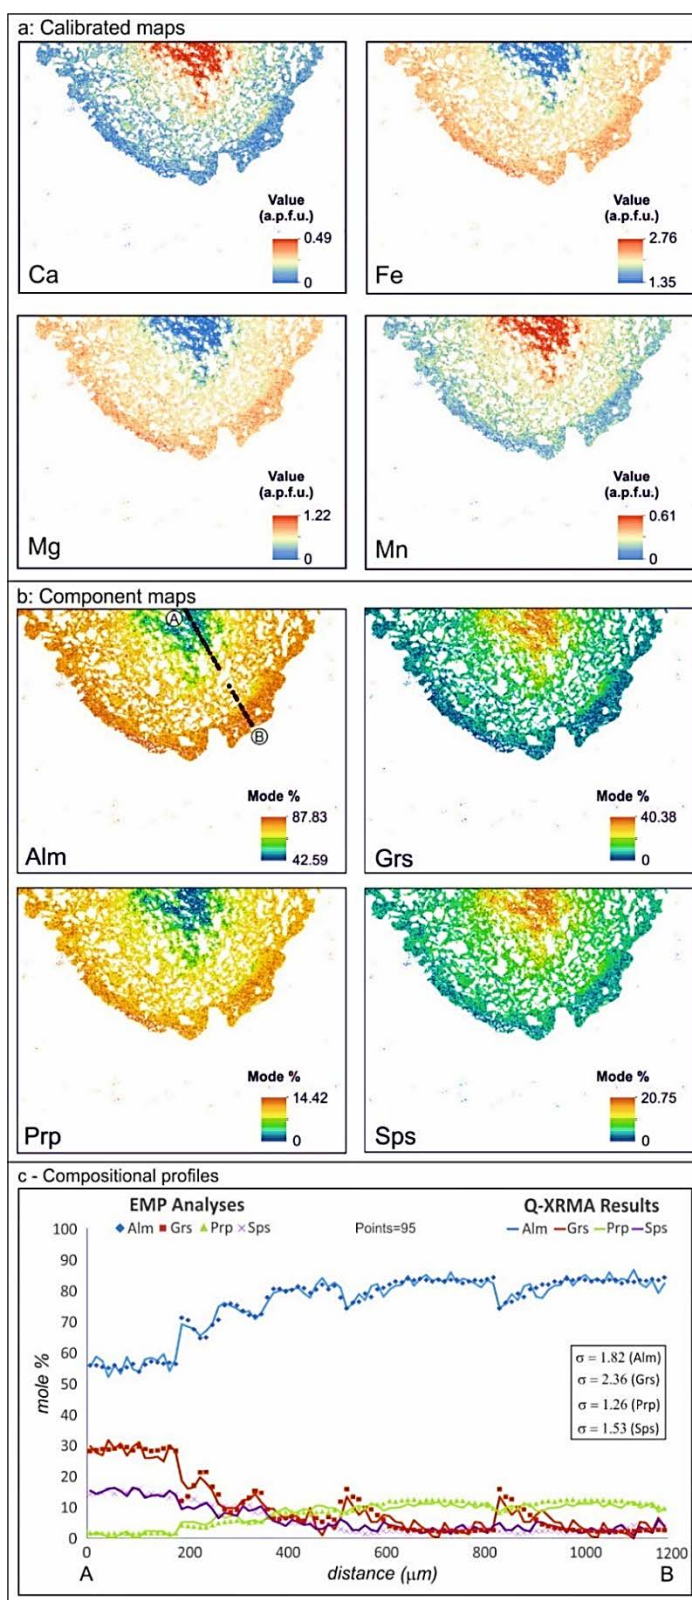 a: Calibrated maps
Value
(a.p.f.u.)
0.49
0
Ca
Value
(a.p.f.u.)
2.76
1.35
Fe
Value
(a.p.f.u.)
1.22
0
Mg
Value
(a.p.f.u.)
0.61
0
Mn
b: Component maps
A
B
Mode %
87.83
42.59
Alm
Mode %
40.38
0
Grs
Mode %
14.42
0
Prp
Mode %
20.75
0
Sps
c - Compositional profiles
EMP Analyses
Alm Grs Prp Sps
Points=95
Q-XRMA Results
Alm Grs Prp Sps
100
90
80
70
60
50
40
30
20
10
0
mole %
σ = 1.82 (Alm)
σ = 2.36 (Grs)
σ = 1.26 (Prp)
σ = 1.53 (Sps)
0 200 400 600 800 1000 1200
A distance (μm) B